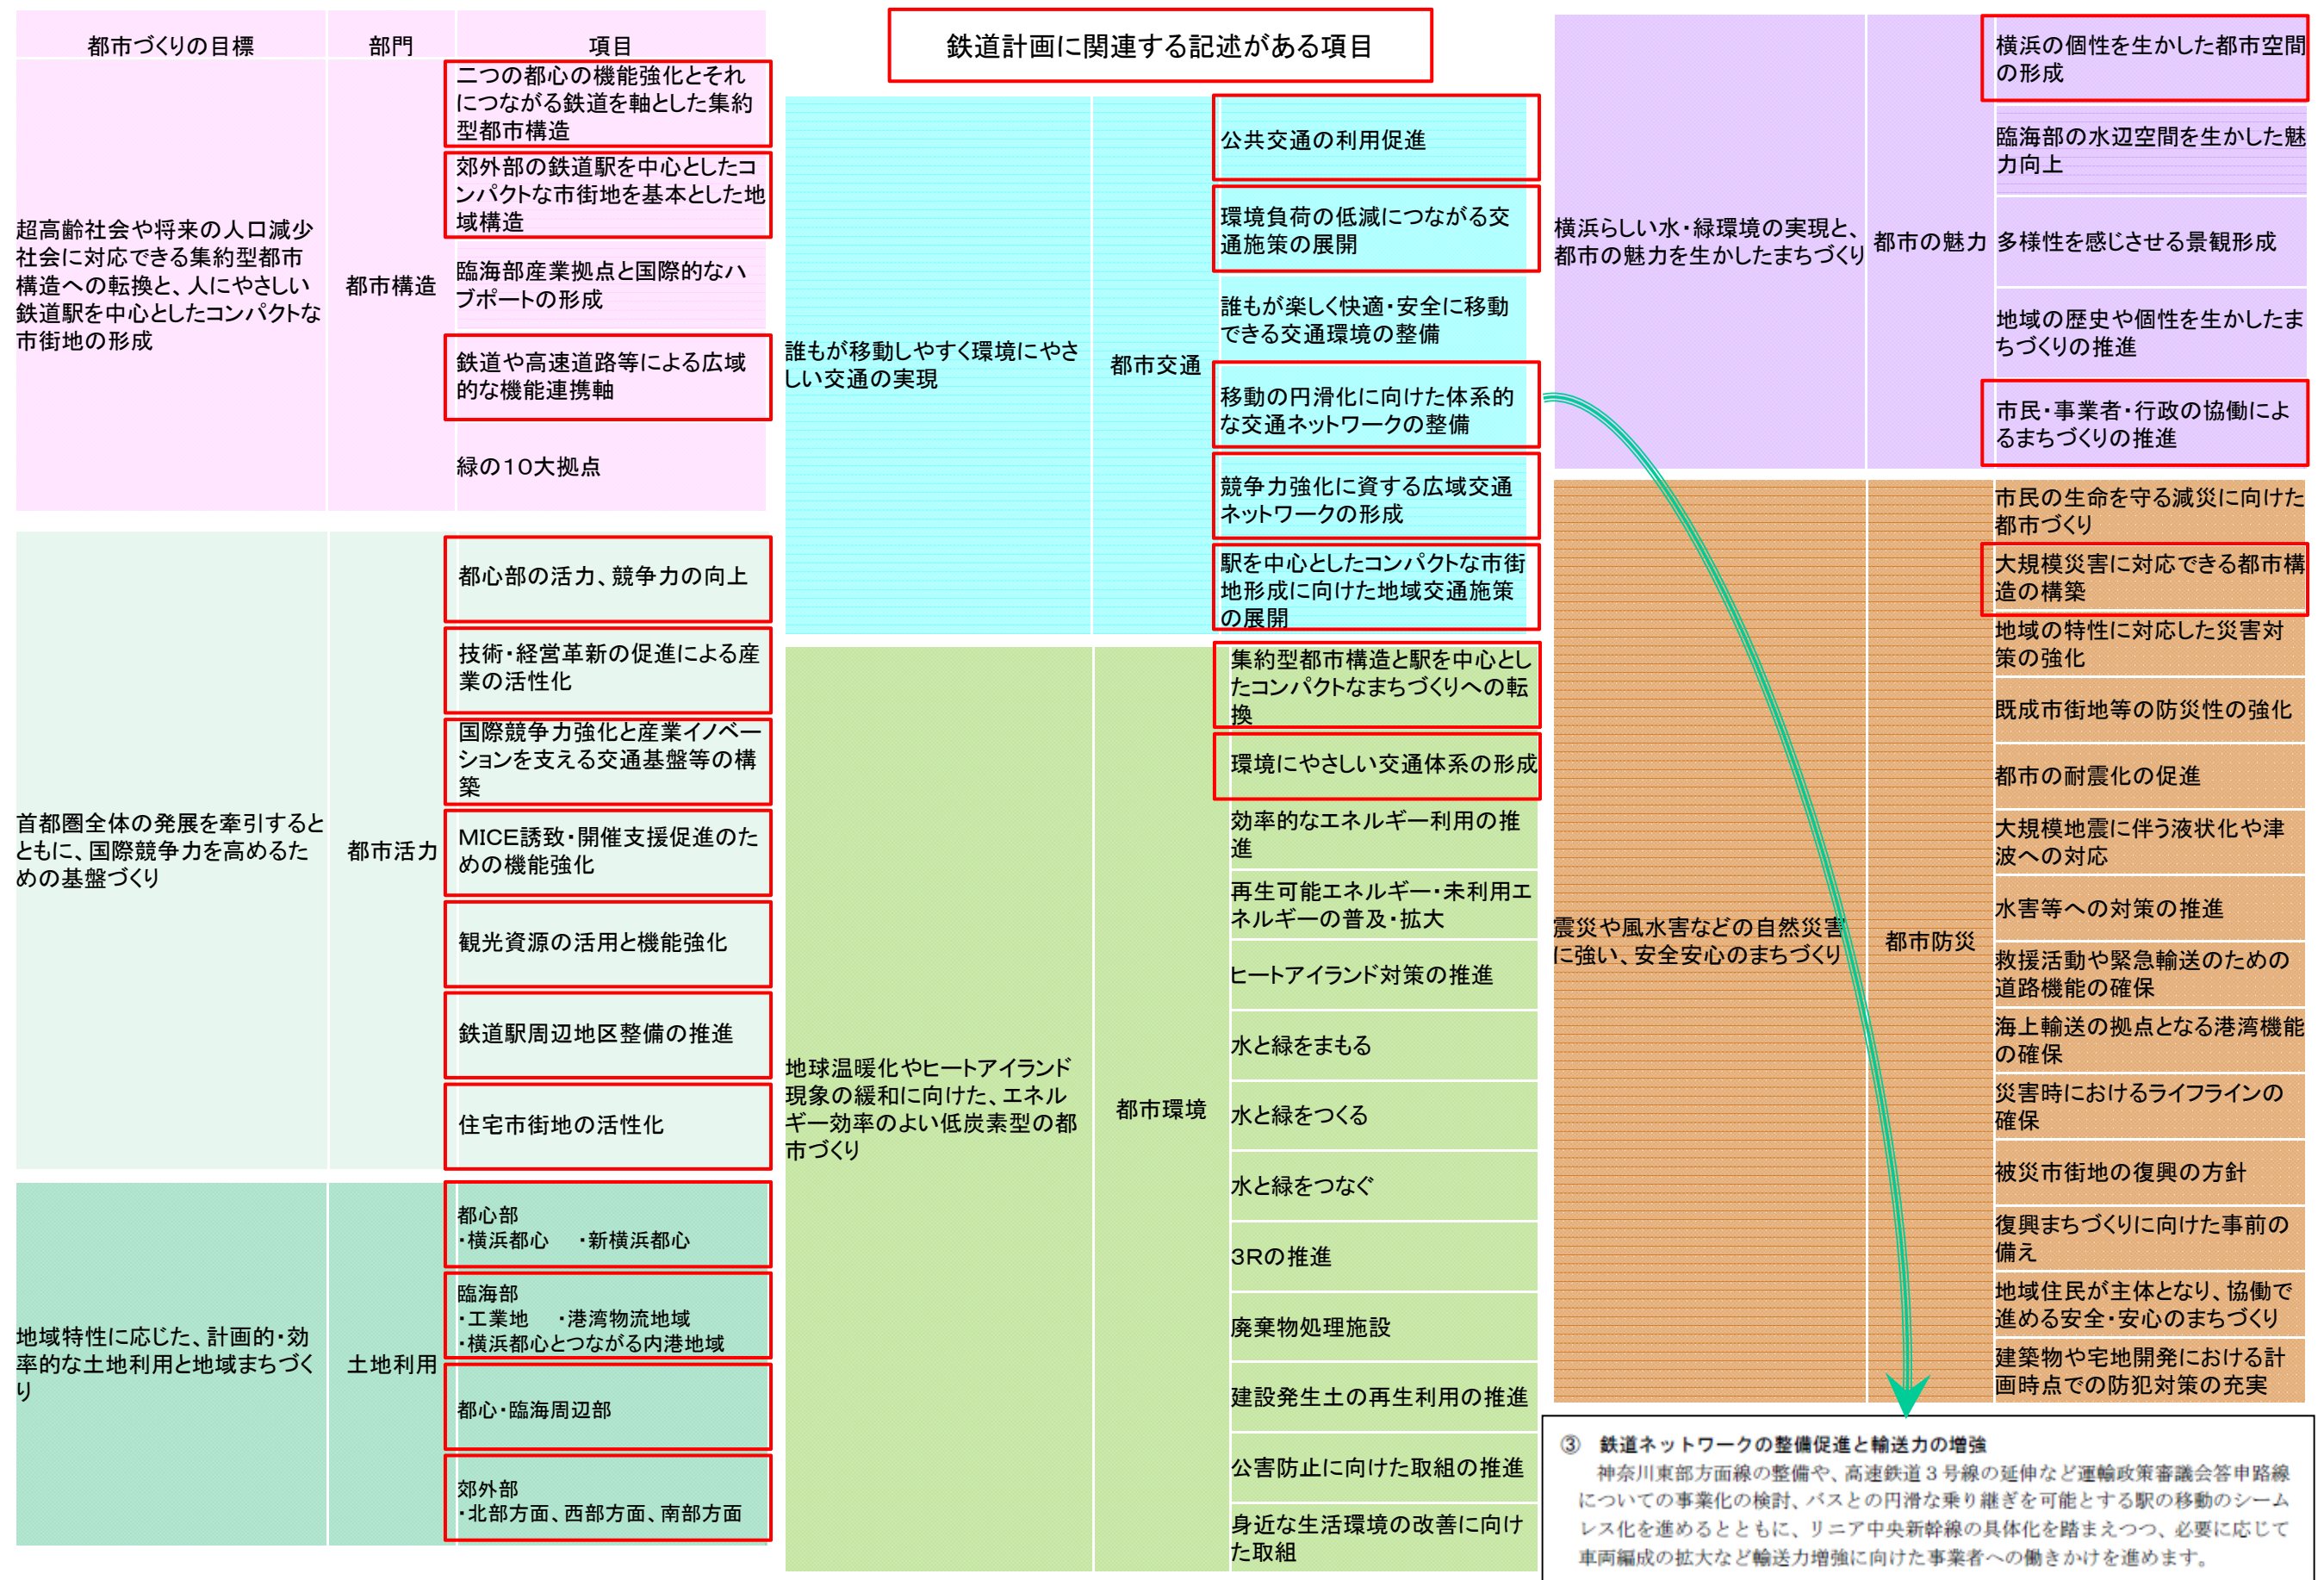 都市づくりの目標
部門
項目
超高齢社会や将来の人口減少
社会に対応できる集約型都市
構造への転換と、人にやさしい
鉄道駅を中心としたコンパクトな
市街地の形成
都市構造
二つの都心の機能強化とそれ
につながる鉄道を軸とした集約
型都市構造
郊外部の鉄道駅を中心としたコ
ンパクトな市街地を基本とした地
域構造
臨海部産業拠点と国際的なハ
ブポートの形成
鉄道や高速道路等による広域
的な機能連携軸
緑の10大拠点
首都圏全体の発展を牽引すると
ともに、国際競争力を高めるた
めの基盤づくり
都市活力
都心部の活力、競争力の向上
技術・経営革新の促進による産
業の活性化
国際競争力強化と産業イノベー
ションを支える交通基盤等の構
築
MICE誘致・開催支援促進のた
めの機能強化
観光資源の活用と機能強化
鉄道駅周辺地区整備の推進
住宅市街地の活性化
地域特性に応じた、計画的・効
率的な土地利用と地域まちづく
り
土地利用
都心部
・横浜都心　・新横浜都心
臨海部
・工業地　・港湾物流地域
・横浜都心とつながる内港地域
都心・臨海周辺部
郊外部
・北部方面、西部方面、南部方面
鉄道計画に関連する記述がある項目
誰もが移動しやすく環境にやさ
しい交通の実現
都市交通
公共交通の利用促進
環境負荷の低減につながる交
通施策の展開
誰もが楽しく快適・安全に移動
できる交通環境の整備
移動の円滑化に向けた体系的
な交通ネットワークの整備
競争力強化に資する広域交通
ネットワークの形成
駅を中心としたコンパクトな市街
地形成に向けた地域交通施策
の展開
地球温暖化やヒートアイランド
現象の緩和に向けた、エネル
ギー効率のよい低炭素型の都
市づくり
都市環境
集約型都市構造と駅を中心とし
たコンパクトなまちづくりへの転
換
環境にやさしい交通体系の形成
効率的なエネルギー利用の推
進
再生可能エネルギー・未利用エ
ネルギーの普及・拡大
ヒートアイランド対策の推進
水と緑をまもる
水と緑をつくる
水と緑をつなぐ
3Rの推進
廃棄物処理施設
建設発生土の再生利用の推進
公害防止に向けた取組の推進
身近な生活環境の改善に向け
た取組
横浜らしい水・緑環境の実現と、
都市の魅力を生かしたまちづくり
都市の魅力
横浜の個性を生かした都市空間
の形成
臨海部の水辺空間を生かした魅
力向上
多様性を感じさせる景観形成
地域の歴史や個性を生かしたま
ちづくりの推進
市民・事業者・行政の協働によ
るまちづくりの推進
震災や風水害などの自然災害
に強い、安全安心のまちづくり
都市防災
市民の生命を守る減災に向けた
都市づくり
大規模災害に対応できる都市構
造の構築
地域の特性に対応した災害対
策の強化
既成市街地等の防災性の強化
都市の耐震化の促進
大規模地震に伴う液状化や津
波への対応
水害等への対策の推進
救援活動や緊急輸送のための
道路機能の確保
海上輸送の拠点となる港湾機能
の確保
災害時におけるライフラインの
確保
被災市街地の復興の方針
復興まちづくりに向けた事前の
備え
地域住民が主体となり、協働で
進める安全・安心のまちづくり
建築物や宅地開発における計
画時点での防犯対策の充実
③　鉄道ネットワークの整備促進と輸送力の増強
神奈川東部方面線の整備や、高速鉄道３号線の延伸など運輸政策審議会答申路線
についての事業化の検討、バスとの円滑な乗り継ぎを可能とする駅の移動のシーム
レス化を進めるとともに、リニア中央新幹線の具体化を踏まえつつ、必要に応じて
車両編成の拡大など輸送力増強に向けた事業者への働きかけを進めます。